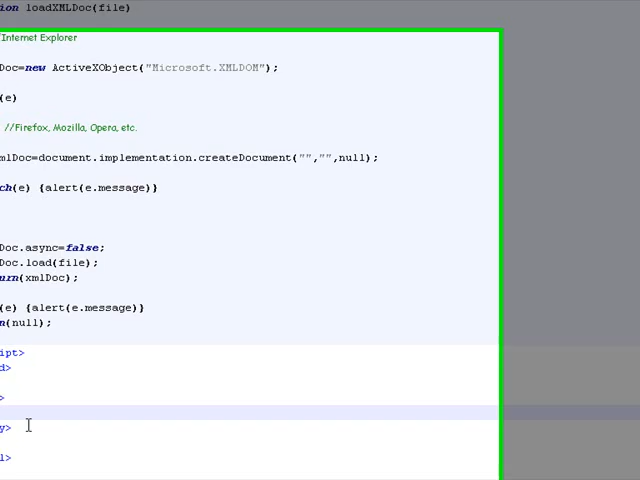 ion loadXMLDoc(file)
/Internet Explorer
Doc=new ActiveXObject("Microsoft.XMLDOM");
(e)
//Firefox, Mozilla, Opera, etc.
mlDoc=document.implementation.createDocument("","",null);
ch(e) {alert(e.message)}
Doc.async=false;
Doc.load(file);
urn(xmlDoc);
(e) {alert(e.message)}
n(null);
ipt>
d>
>
y>
l>